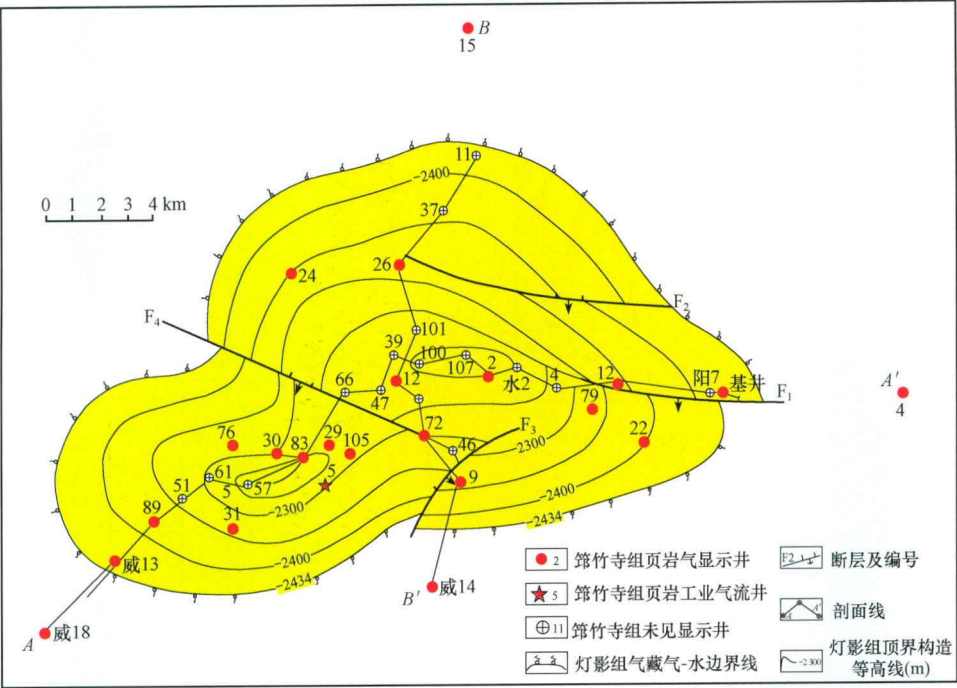 B
15
11
-2400
37
0 1 2 3 4 km
26
24
F₂
F₄
101
39
100
107
2
水2
66
47
12
4
12
阳7 基井
F₁
A′
4
79
72
F₃
46
-2300
22
76
30
83
29
105
9
61
5
57
5
51
-2300
-2400
-2434
89
31
威13
-2400
-2434
B′ 威14
A 威18
2 筇竹寺组页岩气显示井
5 筇竹寺组页岩工业气流井
11 筇竹寺组未见显示井
灯影组气藏气-水边界线
F2 断层及编号
A A′ 剖面线
-2300 灯影组顶界构造
等高线(m)